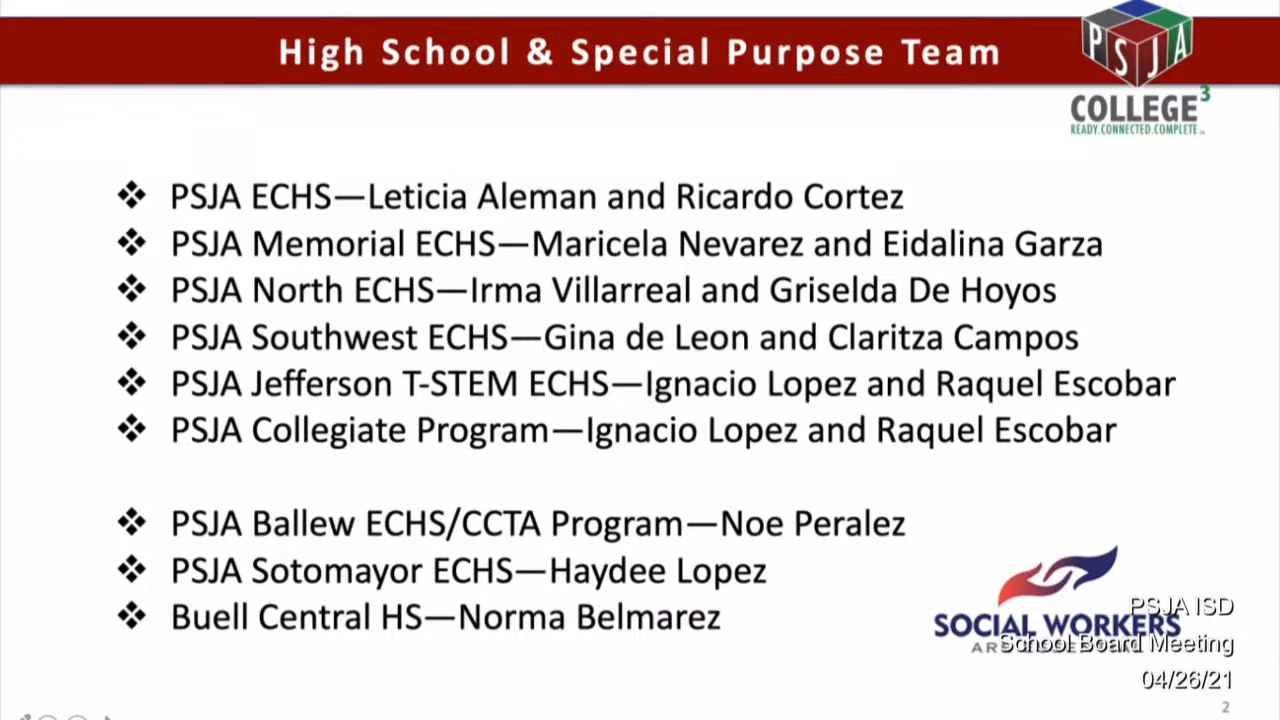 High School & Special Purpose Team
PSJA
COLLEGE³
READY.CONNECTED.COMPLETE
❖ PSJA ECHS—Leticia Aleman and Ricardo Cortez
❖ PSJA Memorial ECHS—Maricela Nevarez and Eidalina Garza
❖ PSJA North ECHS—Irma Villarreal and Griselda De Hoyos
❖ PSJA Southwest ECHS—Gina de Leon and Claritza Campos
❖ PSJA Jefferson T-STEM ECHS—Ignacio Lopez and Raquel Escobar
❖ PSJA Collegiate Program—Ignacio Lopez and Raquel Escobar
❖ PSJA Ballew ECHS/CCTA Program—Noe Peralez
❖ PSJA Sotomayor ECHS—Haydee Lopez
❖ Buell Central HS—Norma Belmarez
SOCIAL WORKERS
PSJA ISD
School Board Meeting
04/26/21
2